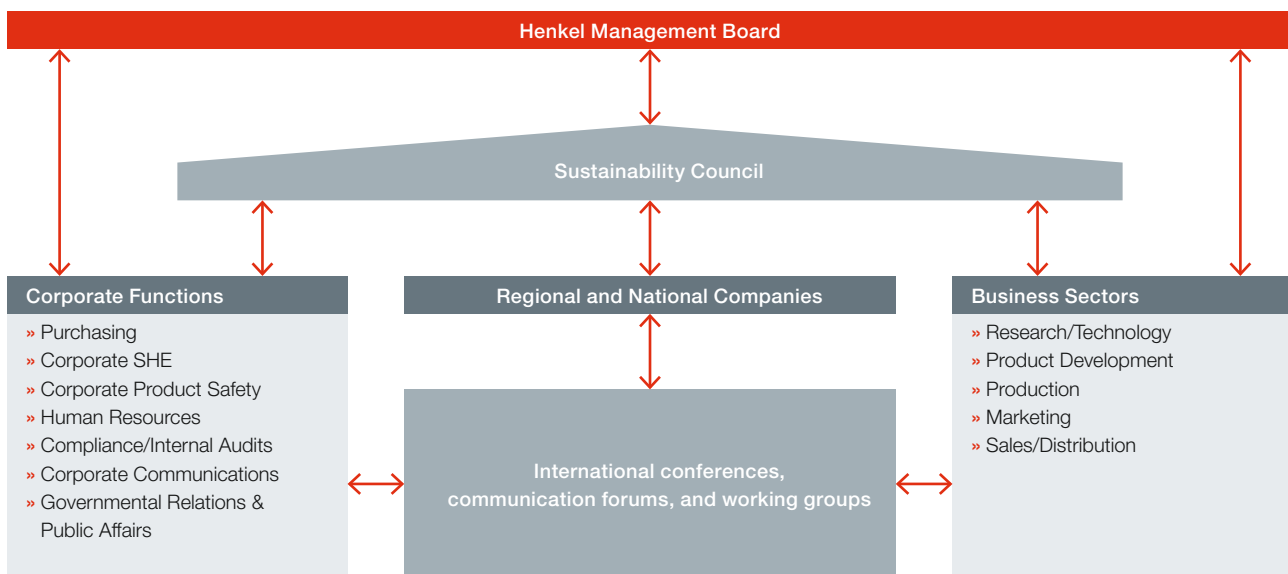 Henkel Management Board
Sustainability Council
Corporate Functions
» Purchasing
» Corporate SHE
» Corporate Product Safety
» Human Resources
» Compliance/Internal Audits
» Corporate Communications
» Governmental Relations &
Public Affairs
Regional and National Companies
International conferences,
communication forums, and working groups
Business Sectors
» Research/Technology
» Product Development
» Production
» Marketing
» Sales/Distribution